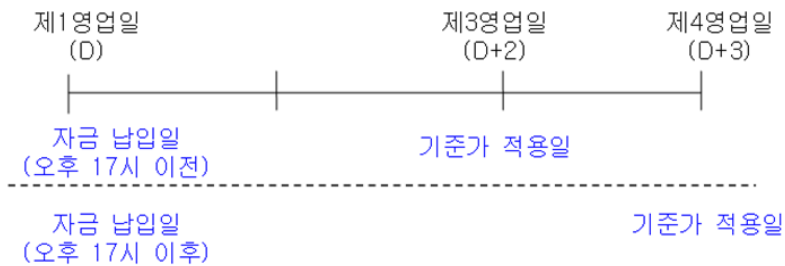 제1영업일 제3영업일 제4영업일
(D) (D+2) (D+3)
자금 납입일 기준가 적용일
(오후 17시 이전)
자금 납입일 기준가 적용일
(오후 17시 이후)